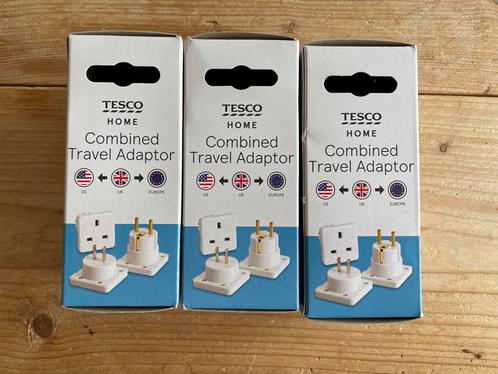 TESCO
HOME
Combined
Travel Adaptor
US UK EUROPE
TESCO
HOME
Combined
Travel Adaptor
US UK EUROPE
TESCO
HOME
Combined
Travel Adaptor
US UK EUROPE